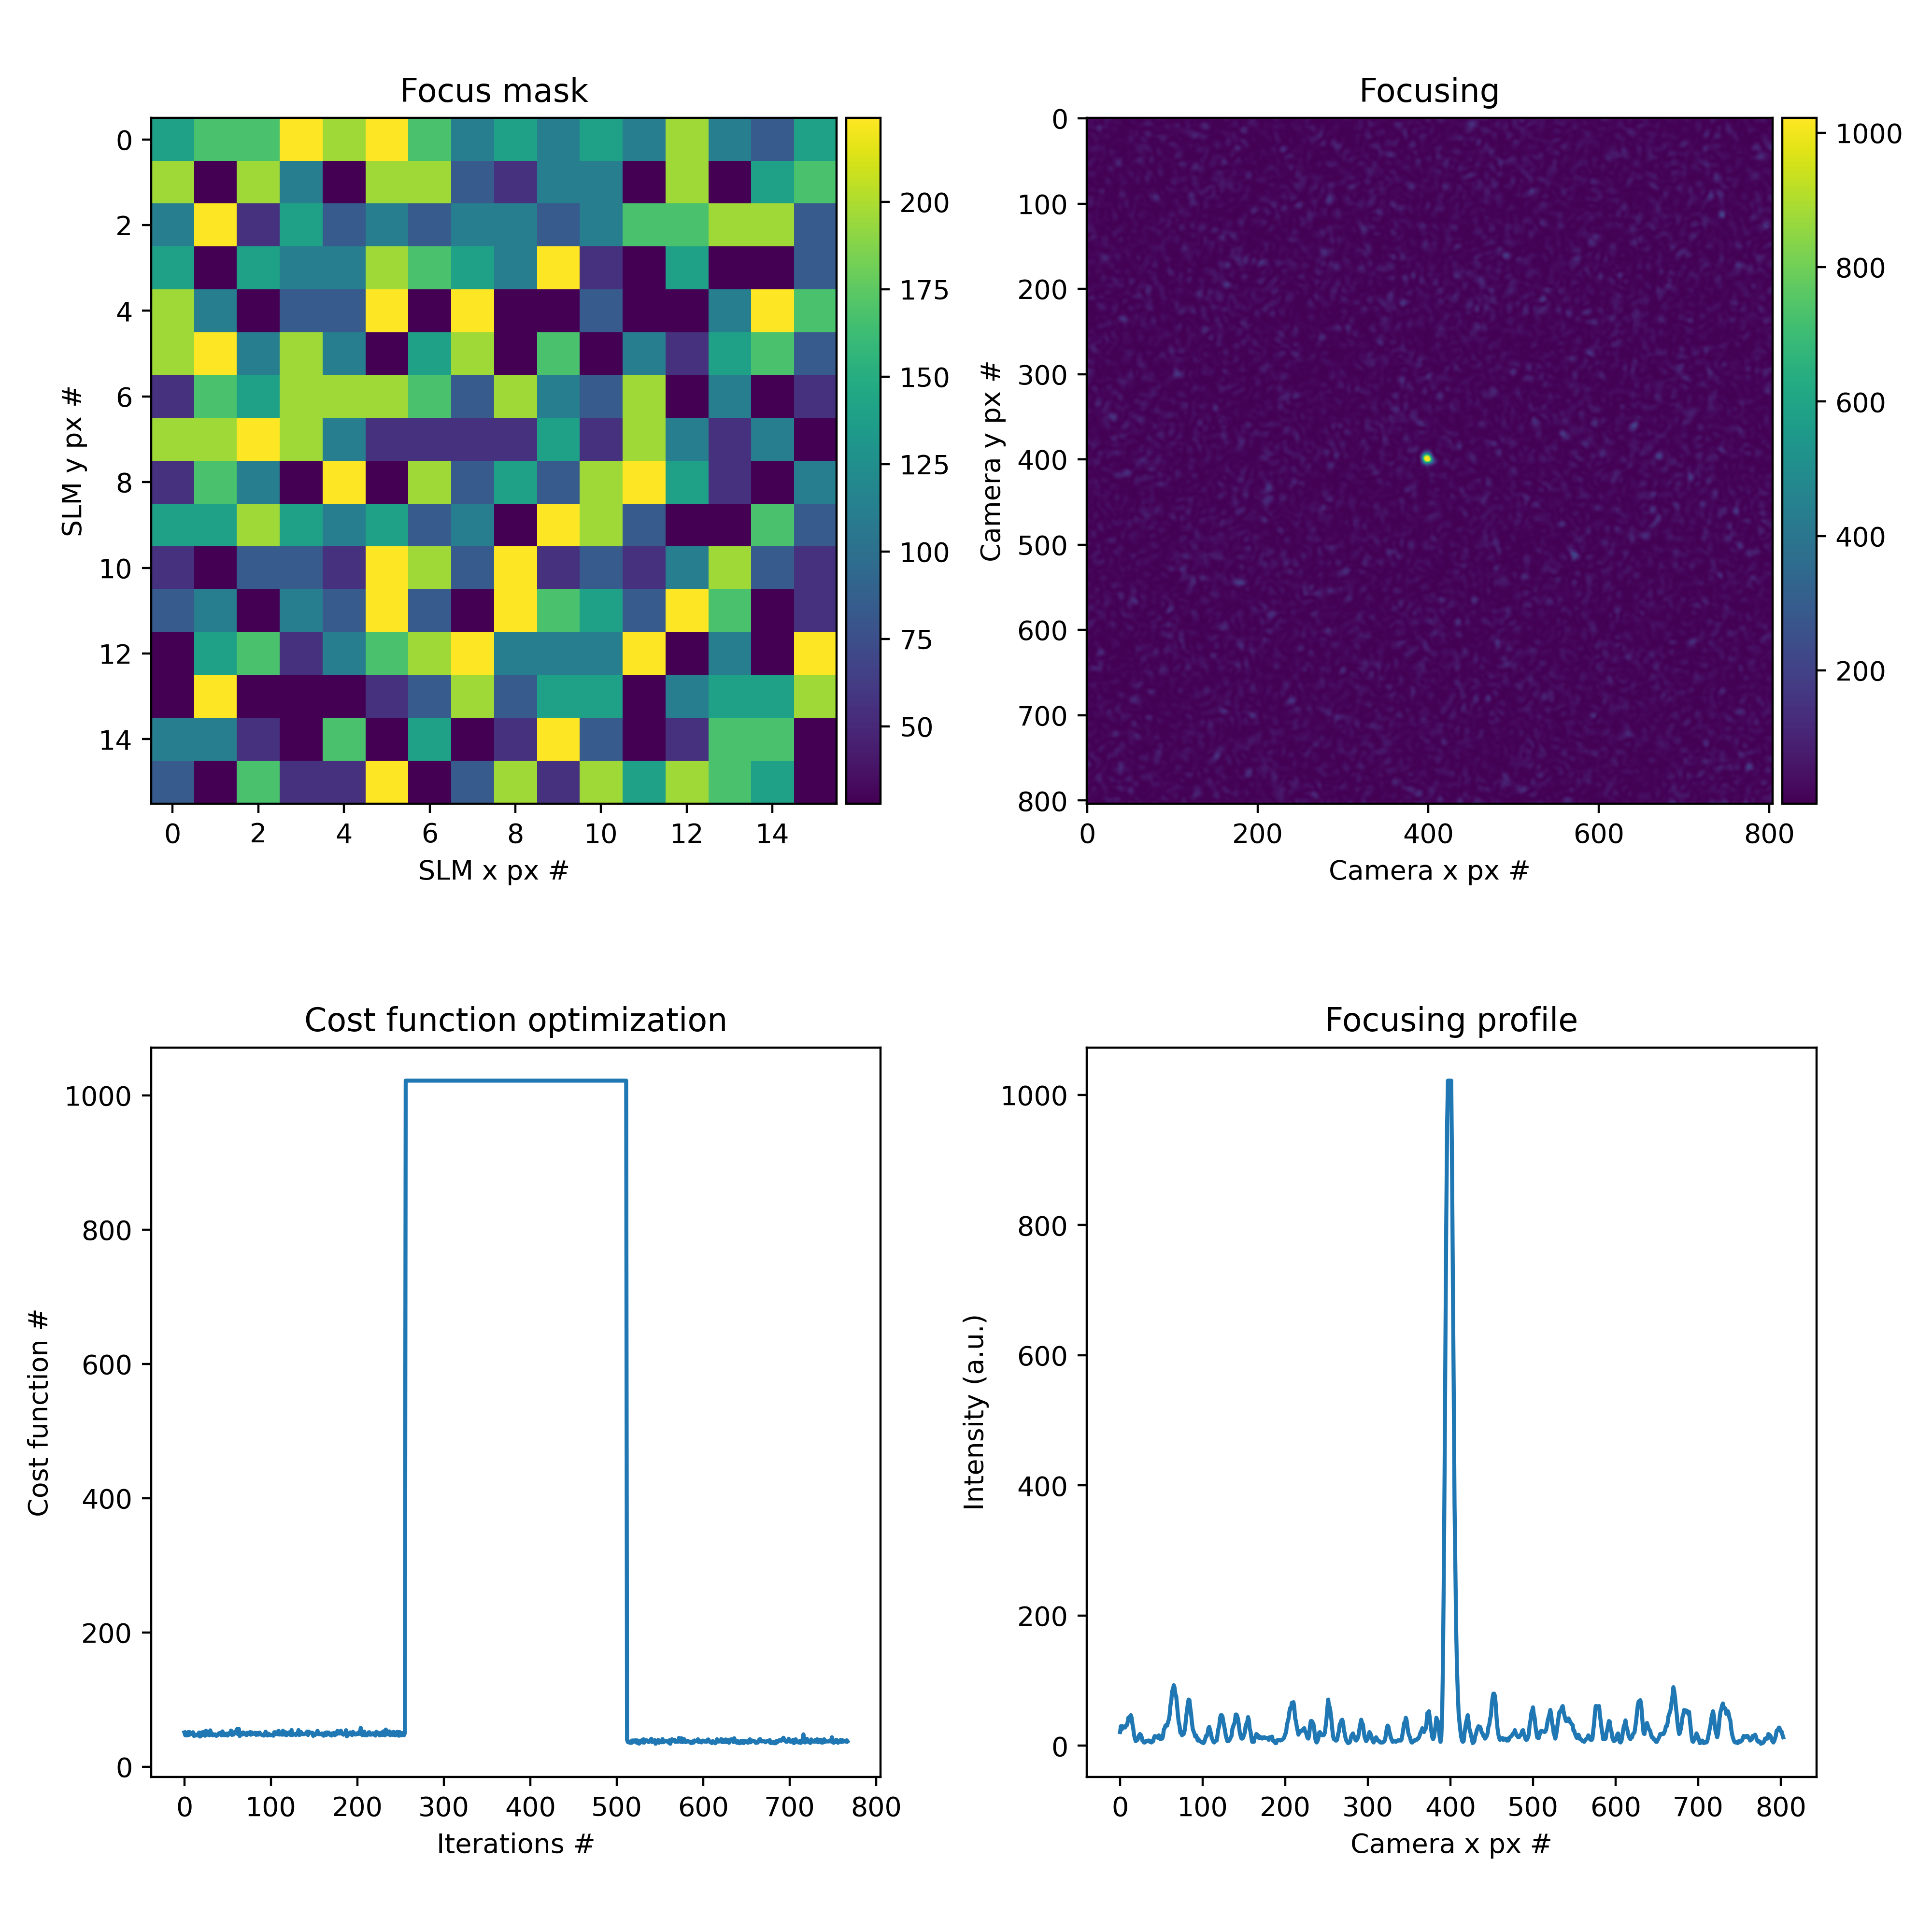 Focus mask
0
2
4
6
8
10
12
14
SLM y px #
0 2 4 6 8 10 12 14
SLM x px #
200
175
150
125
100
75
50
Focusing
0
100
200
300
400
500
600
700
800
Camera y px #
0 200 400 600 800
Camera x px #
1000
800
600
400
200
Cost function optimization
1000
800
600
400
200
0
Cost function #
0 100 200 300 400 500 600 700 800
Iterations #
Focusing profile
1000
800
600
400
200
0
Intensity (a.u.)
0 100 200 300 400 500 600 700 800
Camera x px #